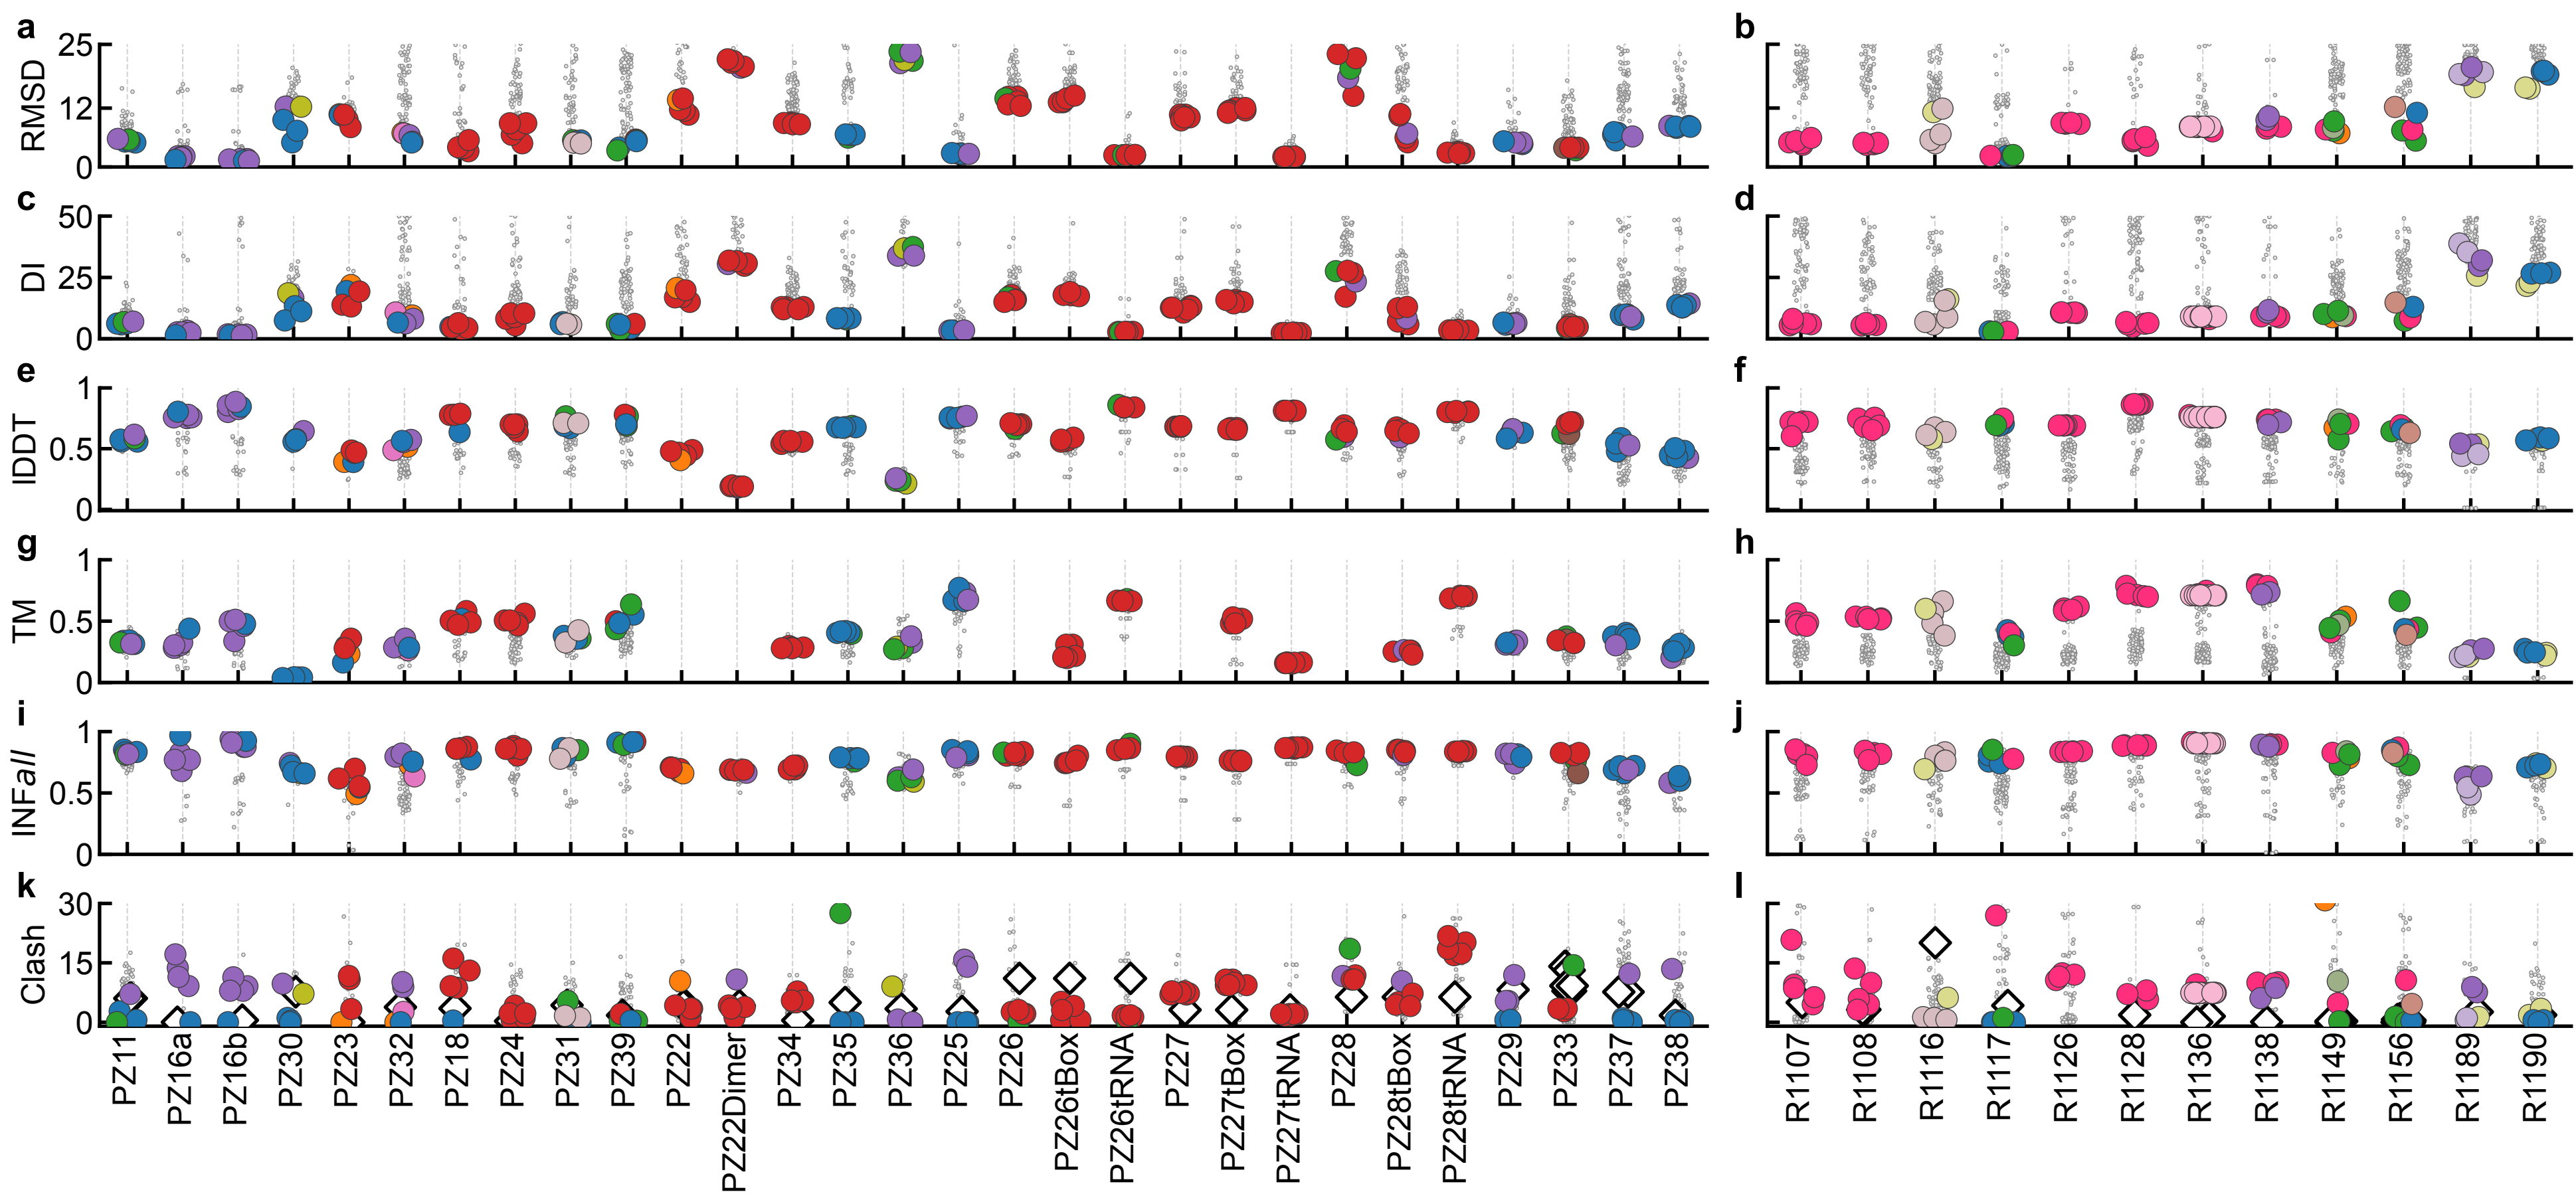 a
b
RMSD
25
12
0
c
d
DI
50
25
0
e
f
lDDT
1
0.5
0
g
h
TM
1
0.5
0
i
j
INFall
1
0.5
0
k
l
Clash
30
15
0
PZ11
PZ16a
PZ16b
PZ30
PZ23
PZ32
PZ18
PZ24
PZ31
PZ39
PZ22
PZ22Dimer
PZ34
PZ35
PZ36
PZ25
PZ26
PZ26tBox
PZ26tRNA
PZ27
PZ27tBox
PZ27tRNA
PZ28
PZ28tBox
PZ28tRNA
PZ29
PZ33
PZ37
PZ38
R1107
R1108
R1116
R1117
R1126
R1128
R1136
R1138
R1149
R1156
R1189
R1190